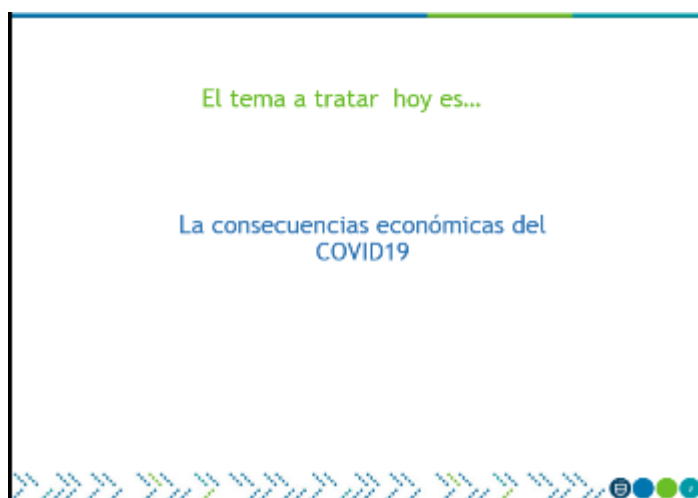 El tema a tratar hoy es...
La consecuencias económicas del
COVID19